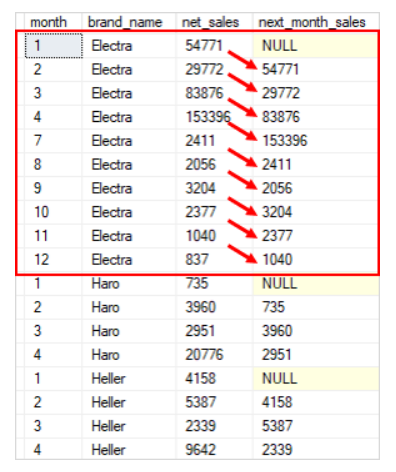 month brand_name net_sales next_month_sales
1 Electra 54771 NULL
2 Electra 29772 54771
3 Electra 83876 29772
4 Electra 153396 83876
7 Electra 2411 153396
8 Electra 2056 2411
9 Electra 3204 2056
10 Electra 2377 3204
11 Electra 1040 2377
12 Electra 837 1040
1 Haro 735 NULL
2 Haro 3960 735
3 Haro 2951 3960
4 Haro 20776 2951
1 Heller 4158 NULL
2 Heller 5387 4158
3 Heller 2339 5387
4 Heller 9642 2339